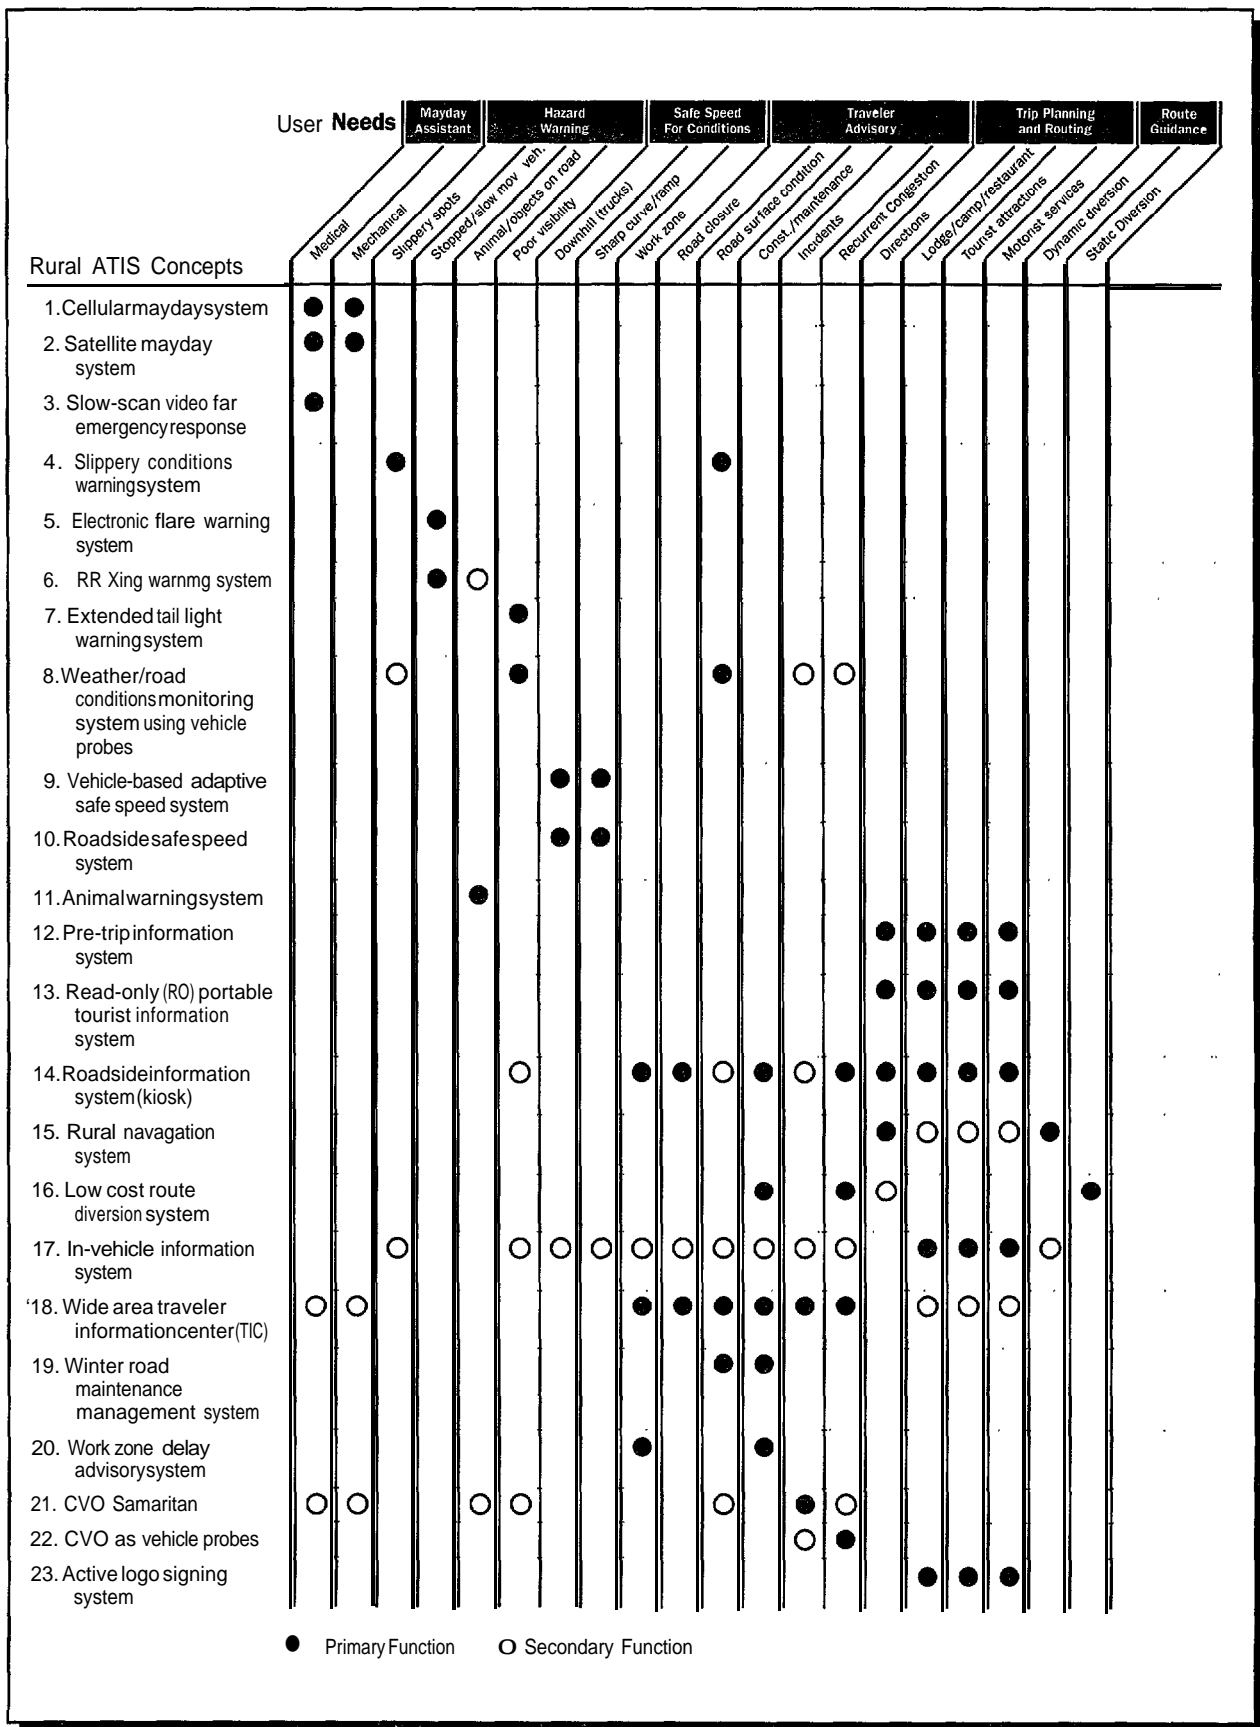 User Needs
Mayday
Assistant
Hazard
Warning
Safe Speed
For Conditions
Traveler
Advisory
Trip Planning
and Routing
Route
Guidance
Medical
Mechanical
Slippery spots
Stopped/slow mov veh.
Animal/objects on road
Poor visibility
Downhill (trucks)
Sharp curve/ramp
Work zone
Road closure
Road surface condition
Const./maintenance
Incidents
Recurrent Congestion
Directions
Lodge/camp/restaurant
Tourist attractions
Motorist services
Dynamic diversion
Static Diversion
Rural ATIS Concepts
1. Cellularmaydaysystem
2. Satellite mayday
system
3. Slow-scan video far
emergency response
4. Slippery conditions
warningsystem
5. Electronic flare warning
system
6. RR Xing warnmg system
7. Extended tail light
warningsystem
8. Weather/road
conditions monitoring
system using vehicle
probes
9. Vehicle-based adaptive
safe speed system
10. Roadsidesafespeed
system
11. Animalwarningsystem
12. Pre-tripinformation
system
13. Read-only (RO) portable
tourist information
system
14. Roadsideinformation
system (kiosk)
15. Rural navagation
system
16. Low cost route
diversion system
17. In-vehicle information
system
'18. Wide area traveler
informationcenter (TIC)
19. Winter road
maintenance
management system
20. Work zone delay
advisorysystem
21. CVO Samaritan
22. CVO as vehicle probes
23. Active logo signing
system
● Primary Function O Secondary Function